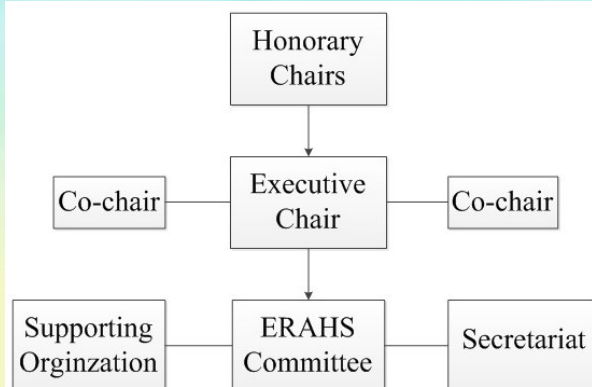 Honorary
Chairs
Co-chair
Executive
Chair
Co-chair
Supporting
Orginzation
ERAHS
Committee
Secretariat